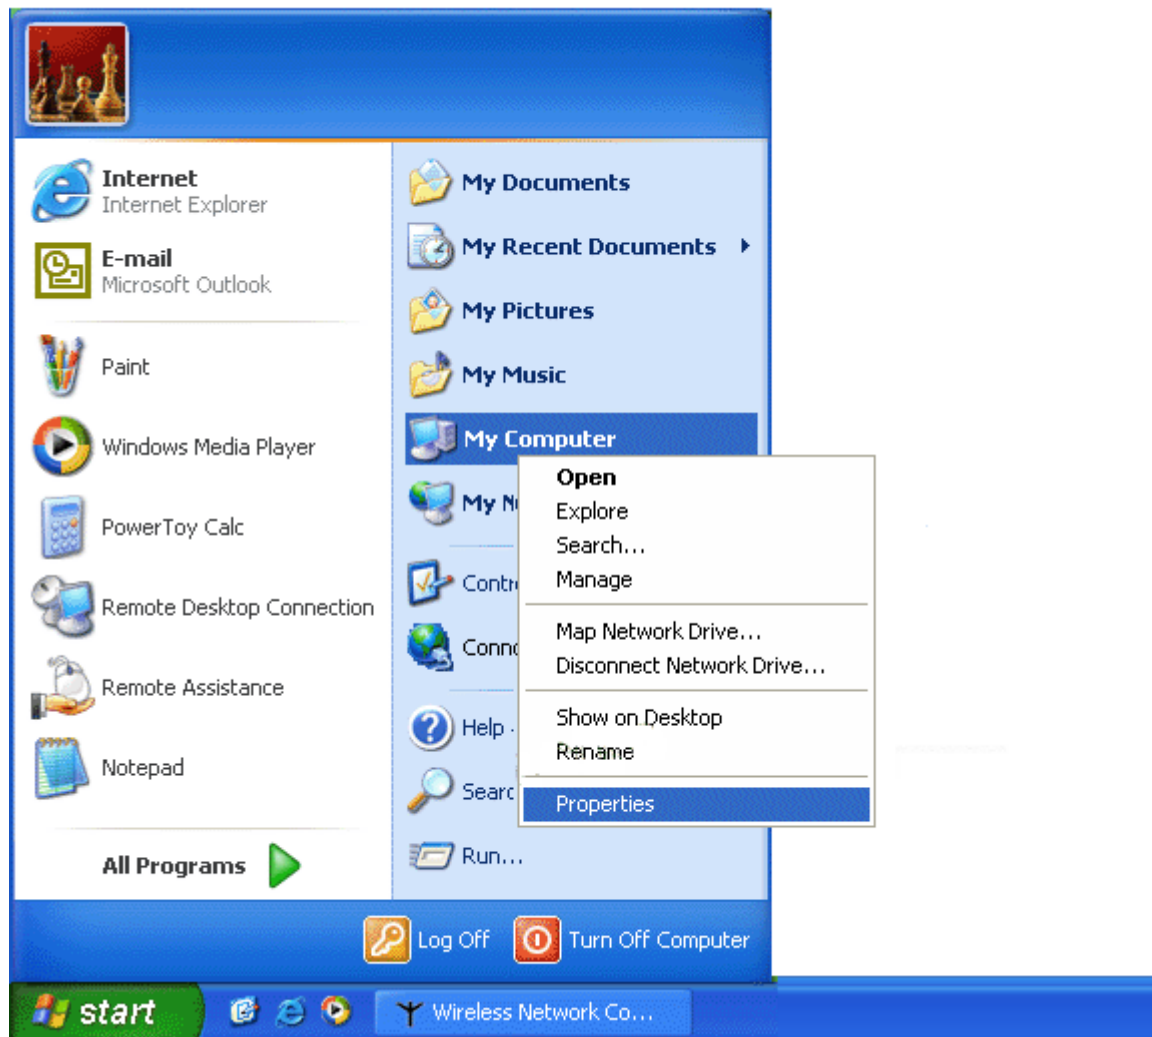 Internet
Internet Explorer
E-mail
Microsoft Outlook
Paint
Windows Media Player
PowerToy Calc
Remote Desktop Connection
Remote Assistance
Notepad
All Programs
My Documents
My Recent Documents
My Pictures
My Music
My Computer
My
Help
Run...
Open
Explore
Search...
Manage
Map Network Drive...
Disconnect Network Drive...
Show on Desktop
Rename
Properties
Log Off
Turn Off Computer
start
Wireless Network Co...